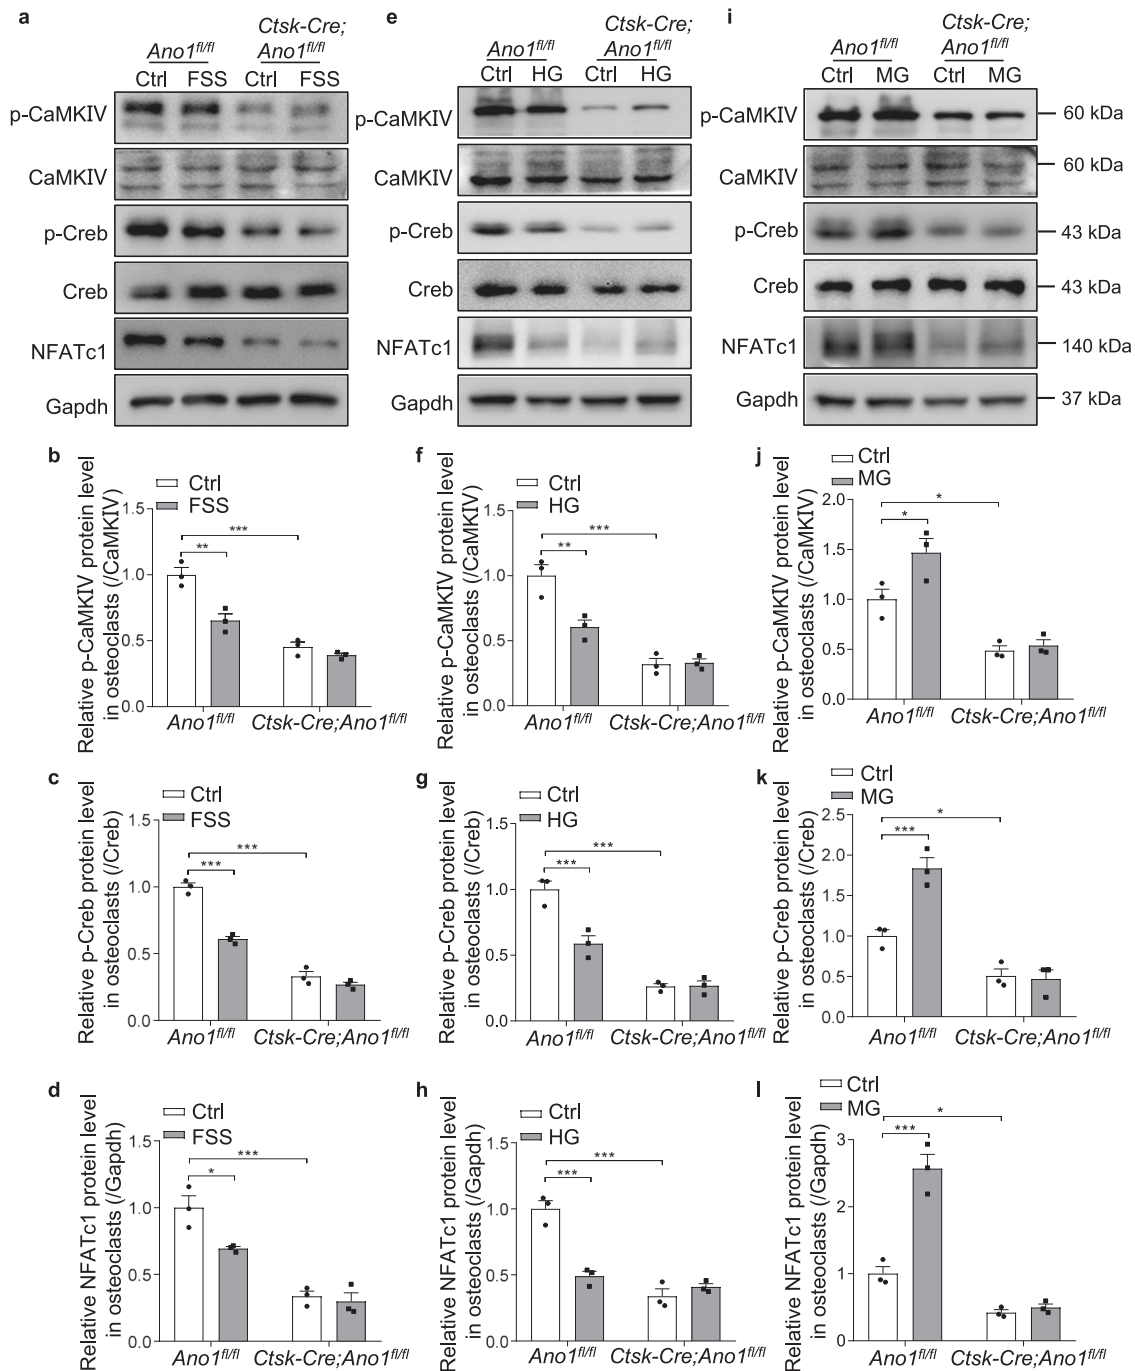 a
Ano1fl/fl
Ctsk-Cre;
Ano1fl/fl
Ctrl FSS Ctrl FSS
p-CaMKIV
CaMKIV
p-Creb
Creb
NFATc1
Gapdh
e
Ano1fl/fl
Ctsk-Cre;
Ano1fl/fl
Ctrl HG Ctrl HG
p-CaMKIV
CaMKIV
p-Creb
Creb
NFATc1
Gapdh
i
Ano1fl/fl
Ctsk-Cre;
Ano1fl/fl
Ctrl MG Ctrl MG
p-CaMKIV
60 kDa
CaMKIV
60 kDa
p-Creb
43 kDa
Creb
43 kDa
NFATc1
140 kDa
Gapdh
37 kDa
b
Relative p-CaMKIV protein level
in osteoclasts (/CaMKIV)
Ctrl
FSS
1.5
1.0
0.5
0.0
***
**
Ano1fl/fl Ctsk-Cre;Ano1fl/fl
f
Relative p-CaMKIV protein level
in osteoclasts (/CaMKIV)
Ctrl
HG
1.5
1.0
0.5
0.0
***
**
Ano1fl/fl Ctsk-Cre;Ano1fl/fl
j
Relative p-CaMKIV protein level
in osteoclasts (/CaMKIV)
Ctrl
MG
2.0
1.5
1.0
0.5
0.0
*
*
Ano1fl/fl Ctsk-Cre;Ano1fl/fl
c
Relative p-Creb protein level
in osteoclasts (/Creb)
Ctrl
FSS
1.5
1.0
0.5
0.0
***
***
Ano1fl/fl Ctsk-Cre;Ano1fl/fl
g
Relative p-Creb protein level
in osteoclasts (/Creb)
Ctrl
HG
1.5
1.0
0.5
0.0
***
***
Ano1fl/fl Ctsk-Cre;Ano1fl/fl
k
Relative p-Creb protein level
in osteoclasts (/Creb)
Ctrl
MG
2.5
2.0
1.5
1.0
0.5
0.0
*
***
Ano1fl/fl Ctsk-Cre;Ano1fl/fl
d
Relative NFATc1 protein level
in osteoclasts (/Gapdh)
Ctrl
FSS
1.5
1.0
0.5
0.0
***
*
Ano1fl/fl Ctsk-Cre;Ano1fl/fl
h
Relative NFATc1 protein level
in osteoclasts (/Gapdh)
Ctrl
HG
1.5
1.0
0.5
0.0
***
***
Ano1fl/fl Ctsk-Cre;Ano1fl/fl
l
Relative NFATc1 protein level
in osteoclasts (/Gapdh)
Ctrl
MG
3
2
1
0
*
***
Ano1fl/fl Ctsk-Cre;Ano1fl/fl